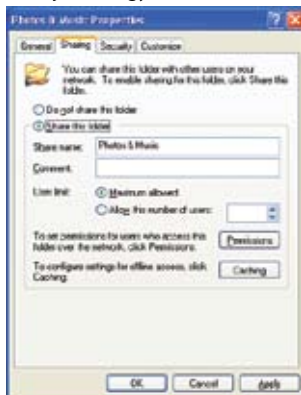 Photos & Music Properties
General Sharing Security Customize
You can share this folder with other users on your
network. To enable sharing for this folder, click Share this
folder.
Do not share this folder
Share this folder
Share name: Photos & Music
Comment:
User limit: Maximum allowed
Allow this number of users:
To set permissions for users who access this
folder over the network, click Permissions.
Permissions
To configure settings for offline access, click
Caching.
Caching
OK Cancel Apply